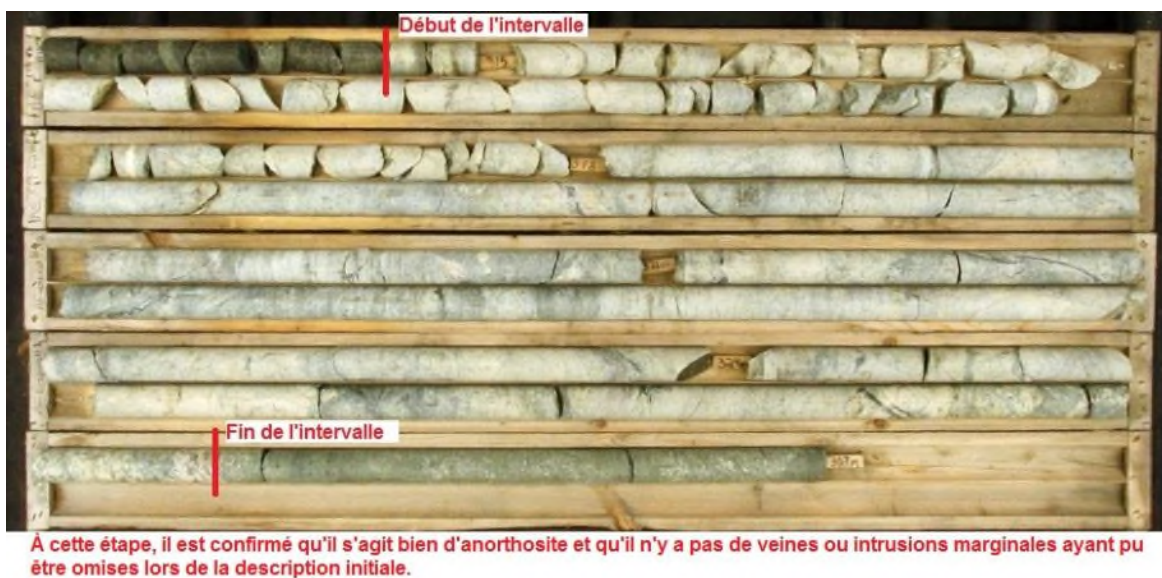 Début de l'intervalle
315
Fin de l'intervalle
À cette étape, il est confirmé qu'il s'agit bien d'anorthosite et qu'il n'y a pas de veines ou intrusions marginales ayant pu
être omises lors de la description initiale.